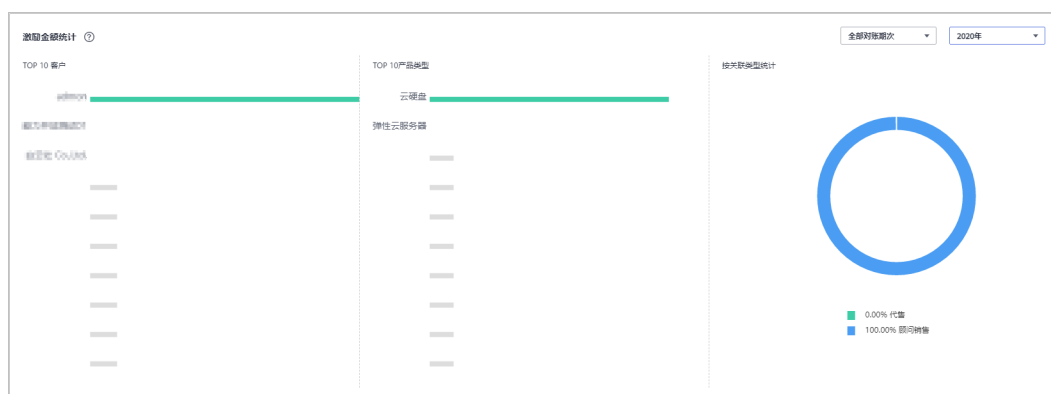 激励金额统计 ?
全部对账期次
2020年
TOP 10 客户
TOP 10产品类型
云硬盘
弹性云服务器
按关联类型统计
0.00% 代售
100.00% 顾问销售